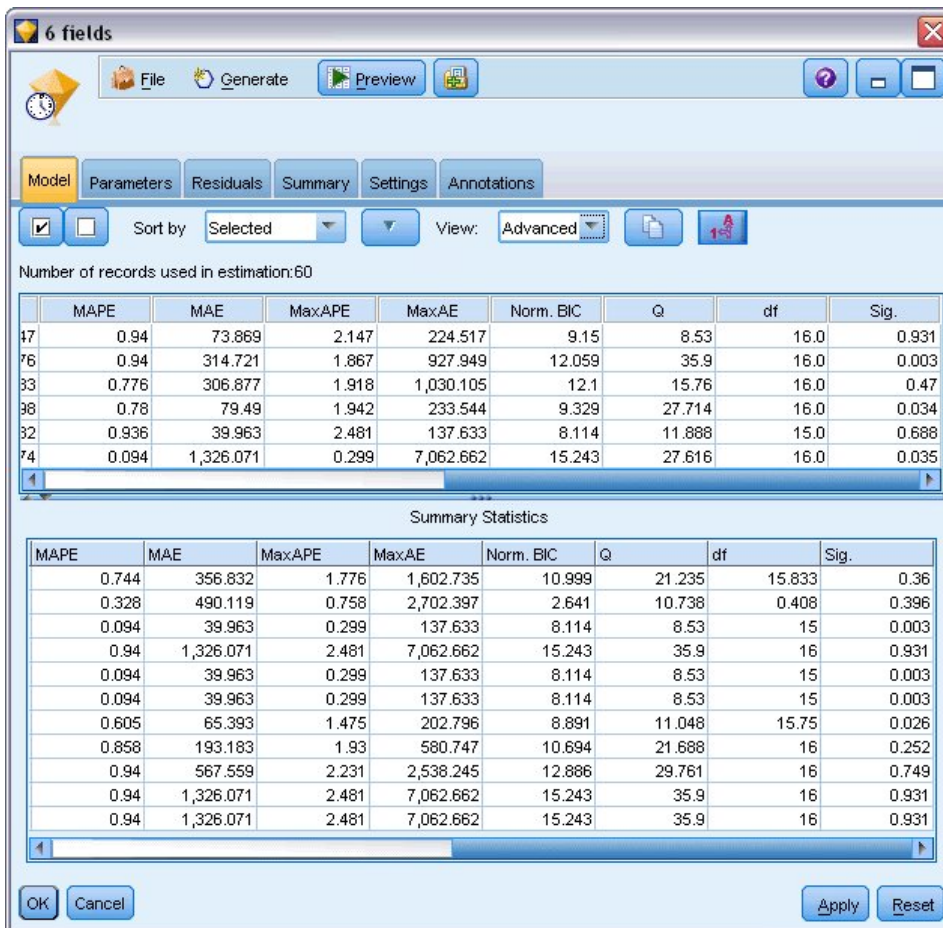 6 fields
File Generate Preview
Model Parameters Residuals Summary Settings Annotations
Sort by Selected View: Advanced
Number of records used in estimation:60
MAPE MAE MaxAPE MaxAE Norm. BIC Q df Sig.
47 0.94 73.869 2.147 224.517 9.15 8.53 16.0 0.931
76 0.94 314.721 1.867 927.949 12.059 35.9 16.0 0.003
33 0.776 306.877 1.918 1,030.105 12.1 15.76 16.0 0.47
98 0.78 79.49 1.942 233.544 9.329 27.714 16.0 0.034
32 0.936 39.963 2.481 137.633 8.114 11.888 15.0 0.688
74 0.094 1,326.071 0.299 7,062.662 15.243 27.616 16.0 0.035
Summary Statistics
MAPE MAE MaxAPE MaxAE Norm. BIC Q df Sig.
0.744 356.832 1.776 1,602.735 10.999 21.235 15.833 0.36
0.328 490.119 0.758 2,702.397 2.641 10.738 0.408 0.396
0.094 39.963 0.299 137.633 8.114 8.53 15 0.003
0.94 1,326.071 2.481 7,062.662 15.243 35.9 16 0.931
0.094 39.963 0.299 137.633 8.114 8.53 15 0.003
0.094 39.963 0.299 137.633 8.114 8.53 15 0.003
0.605 65.393 1.475 202.796 8.891 11.048 15.75 0.026
0.858 193.183 1.93 580.747 10.694 21.688 16 0.252
0.94 567.559 2.231 2,538.245 12.886 29.761 16 0.749
0.94 1,326.071 2.481 7,062.662 15.243 35.9 16 0.931
0.94 1,326.071 2.481 7,062.662 15.243 35.9 16 0.931
OK Cancel Apply Reset